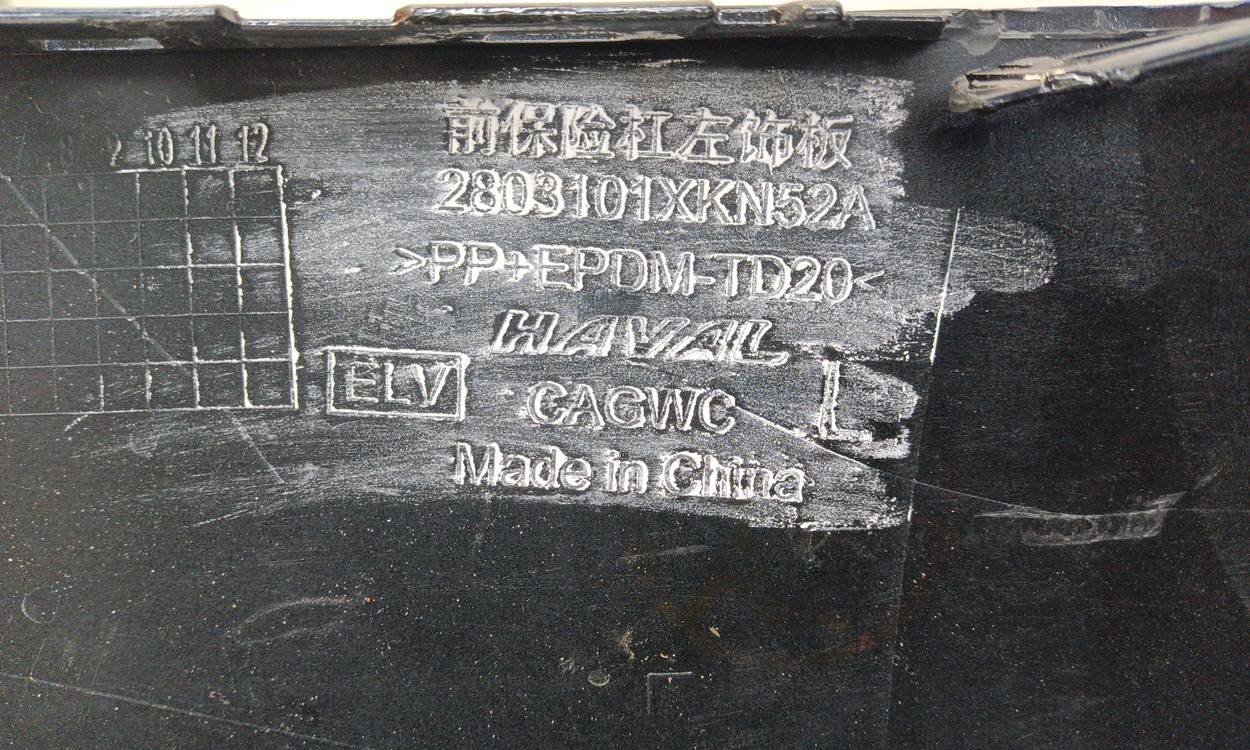 8 9 10 11 12
前保险杠左饰板
2803101XKN52A
>PP+EPDM-TD20<
HAVAL
ELV
CAGWC
L
Made in China